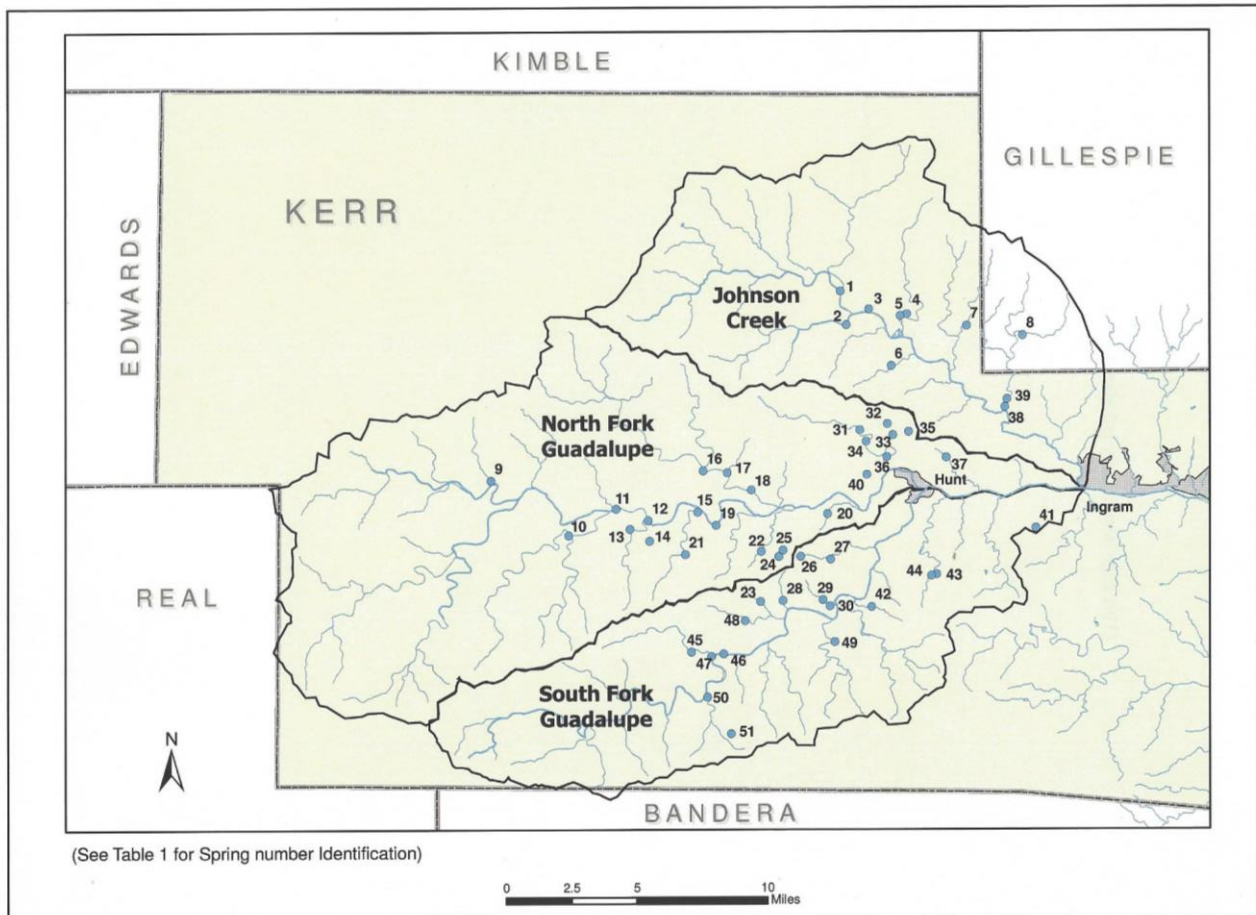 KIMBLE
GILLESPIE
KERR
EDWARDS
Johnson
Creek
1
2
3
5
4
7
8
6
39
38
North Fork
Guadalupe
32
31
35
33
34
36
37
40
Hunt
Ingram
41
16
17
18
9
11
12
15
10
13
14
19
20
21
22
25
24
26
27
44
43
REAL
23
28
29
30
42
48
49
45
47
46
South Fork
Guadalupe
50
51
N
BANDERA
(See Table 1 for Spring number Identification)
0 2.5 5 10
Miles